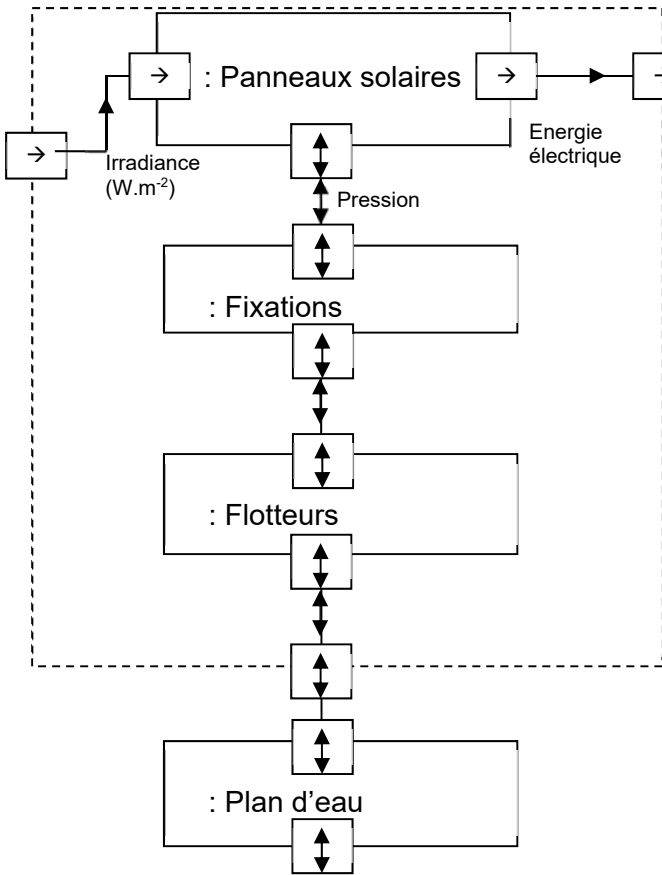 : Panneaux solaires
Energie
électrique
Irradiance
(W.m-2)
Pression
: Fixations
: Flotteurs
: Plan d'eau